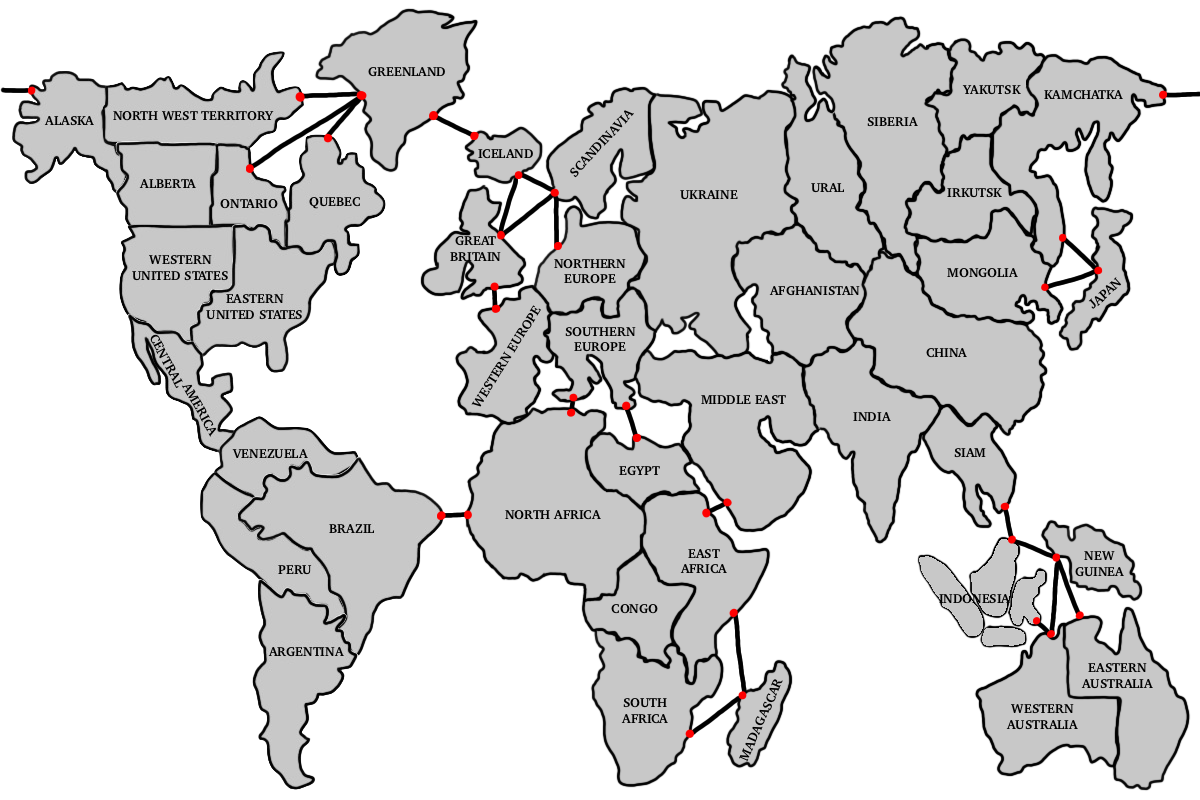 GREENLAND
ALASKA
NORTH WEST TERRITORY
ICELAND
SCANDINAVIA
SIBERIA
YAKUTSK
KAMCHATKA
ALBERTA
ONTARIO
QUEBEC
UKRAINE
URAL
IRKUTSK
GREAT
BRITAIN
WESTERN
UNITED STATES
EASTERN
UNITED STATES
NORTHERN
EUROPE
AFGHANISTAN
MONGOLIA
JAPAN
CENTRAL AMERICA
WESTERN EUROPE
SOUTHERN
EUROPE
CHINA
MIDDLE EAST
INDIA
SIAM
VENEZUELA
EGYPT
BRAZIL
NORTH AFRICA
PERU
EAST
AFRICA
CONGO
INDONESIA
NEW
GUINEA
ARGENTINA
SOUTH
AFRICA
MADAGASCAR
WESTERN
AUSTRALIA
EASTERN
AUSTRALIA